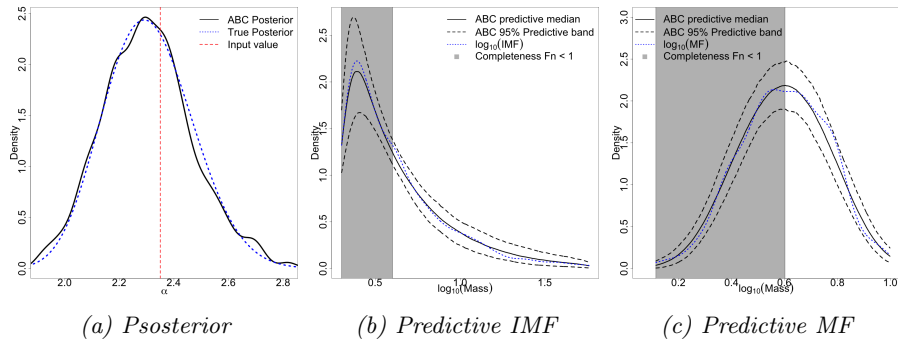 ABC Posterior
True Posterior
Input value
Density
0.0
0.5
1.0
1.5
2.0
2.5
2.0
2.2
2.4
2.6
2.8
α
(a) Psosterior
ABC predictive median
ABC 95% Predictive band
log10(IMF)
Completeness Fn < 1
Density
0.0
0.5
1.0
1.5
2.0
2.5
0.5
1.0
1.5
log10(Mass)
(b) Predictive IMF
ABC predictive median
ABC 95% Predictive band
log10(MF)
Completeness Fn < 1
Density
0.0
0.5
1.0
1.5
2.0
2.5
3.0
0.2
0.4
0.6
0.8
1.0
log10(Mass)
(c) Predictive MF